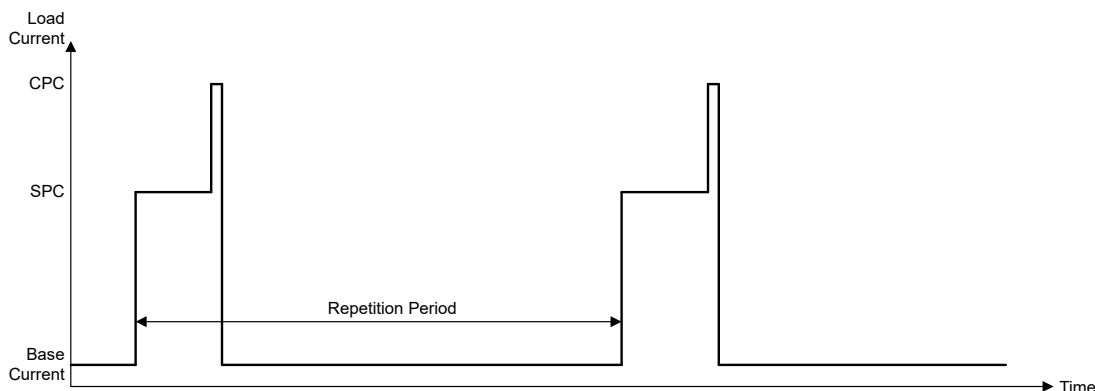 Load
Current
CPC
SPC
Repetition Period
Base
Current
Time